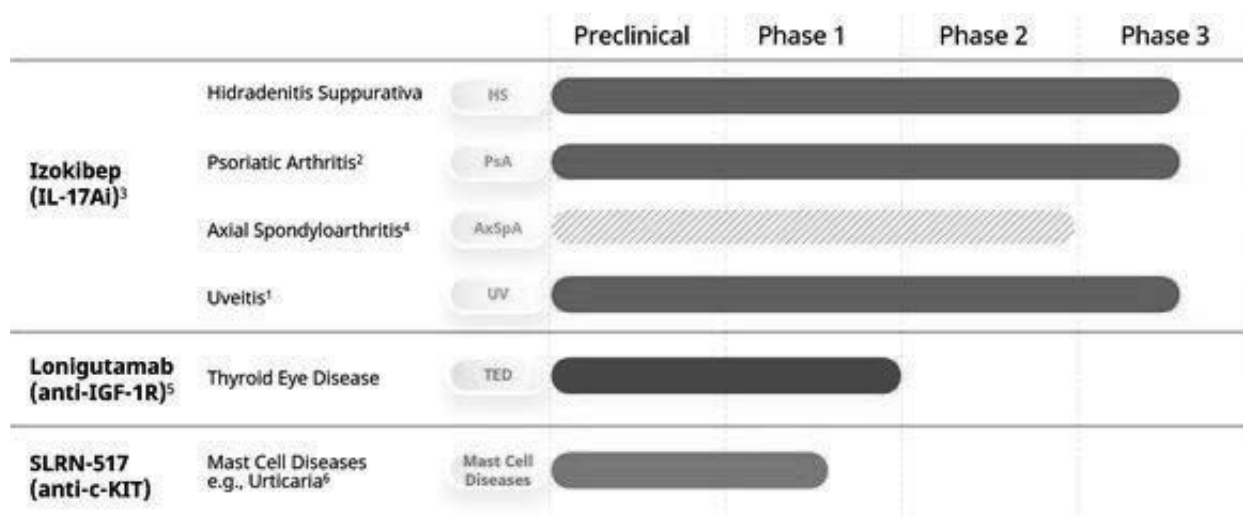 Preclinical Phase 1 Phase 2 Phase 3
Hidradenitis Suppurativa HS
Izokibep
(IL-17Ai)³
Psoriatic Arthritis² PsA
Axial Spondyloarthritis⁴ AxSpA
Uveitis¹ UV
Lonigutamab
(anti-IGF-1R)⁵
Thyroid Eye Disease TED
SLRN-517
(anti-c-KIT)
Mast Cell Diseases
e.g., Urticaria⁶
Mast Cell
Diseases